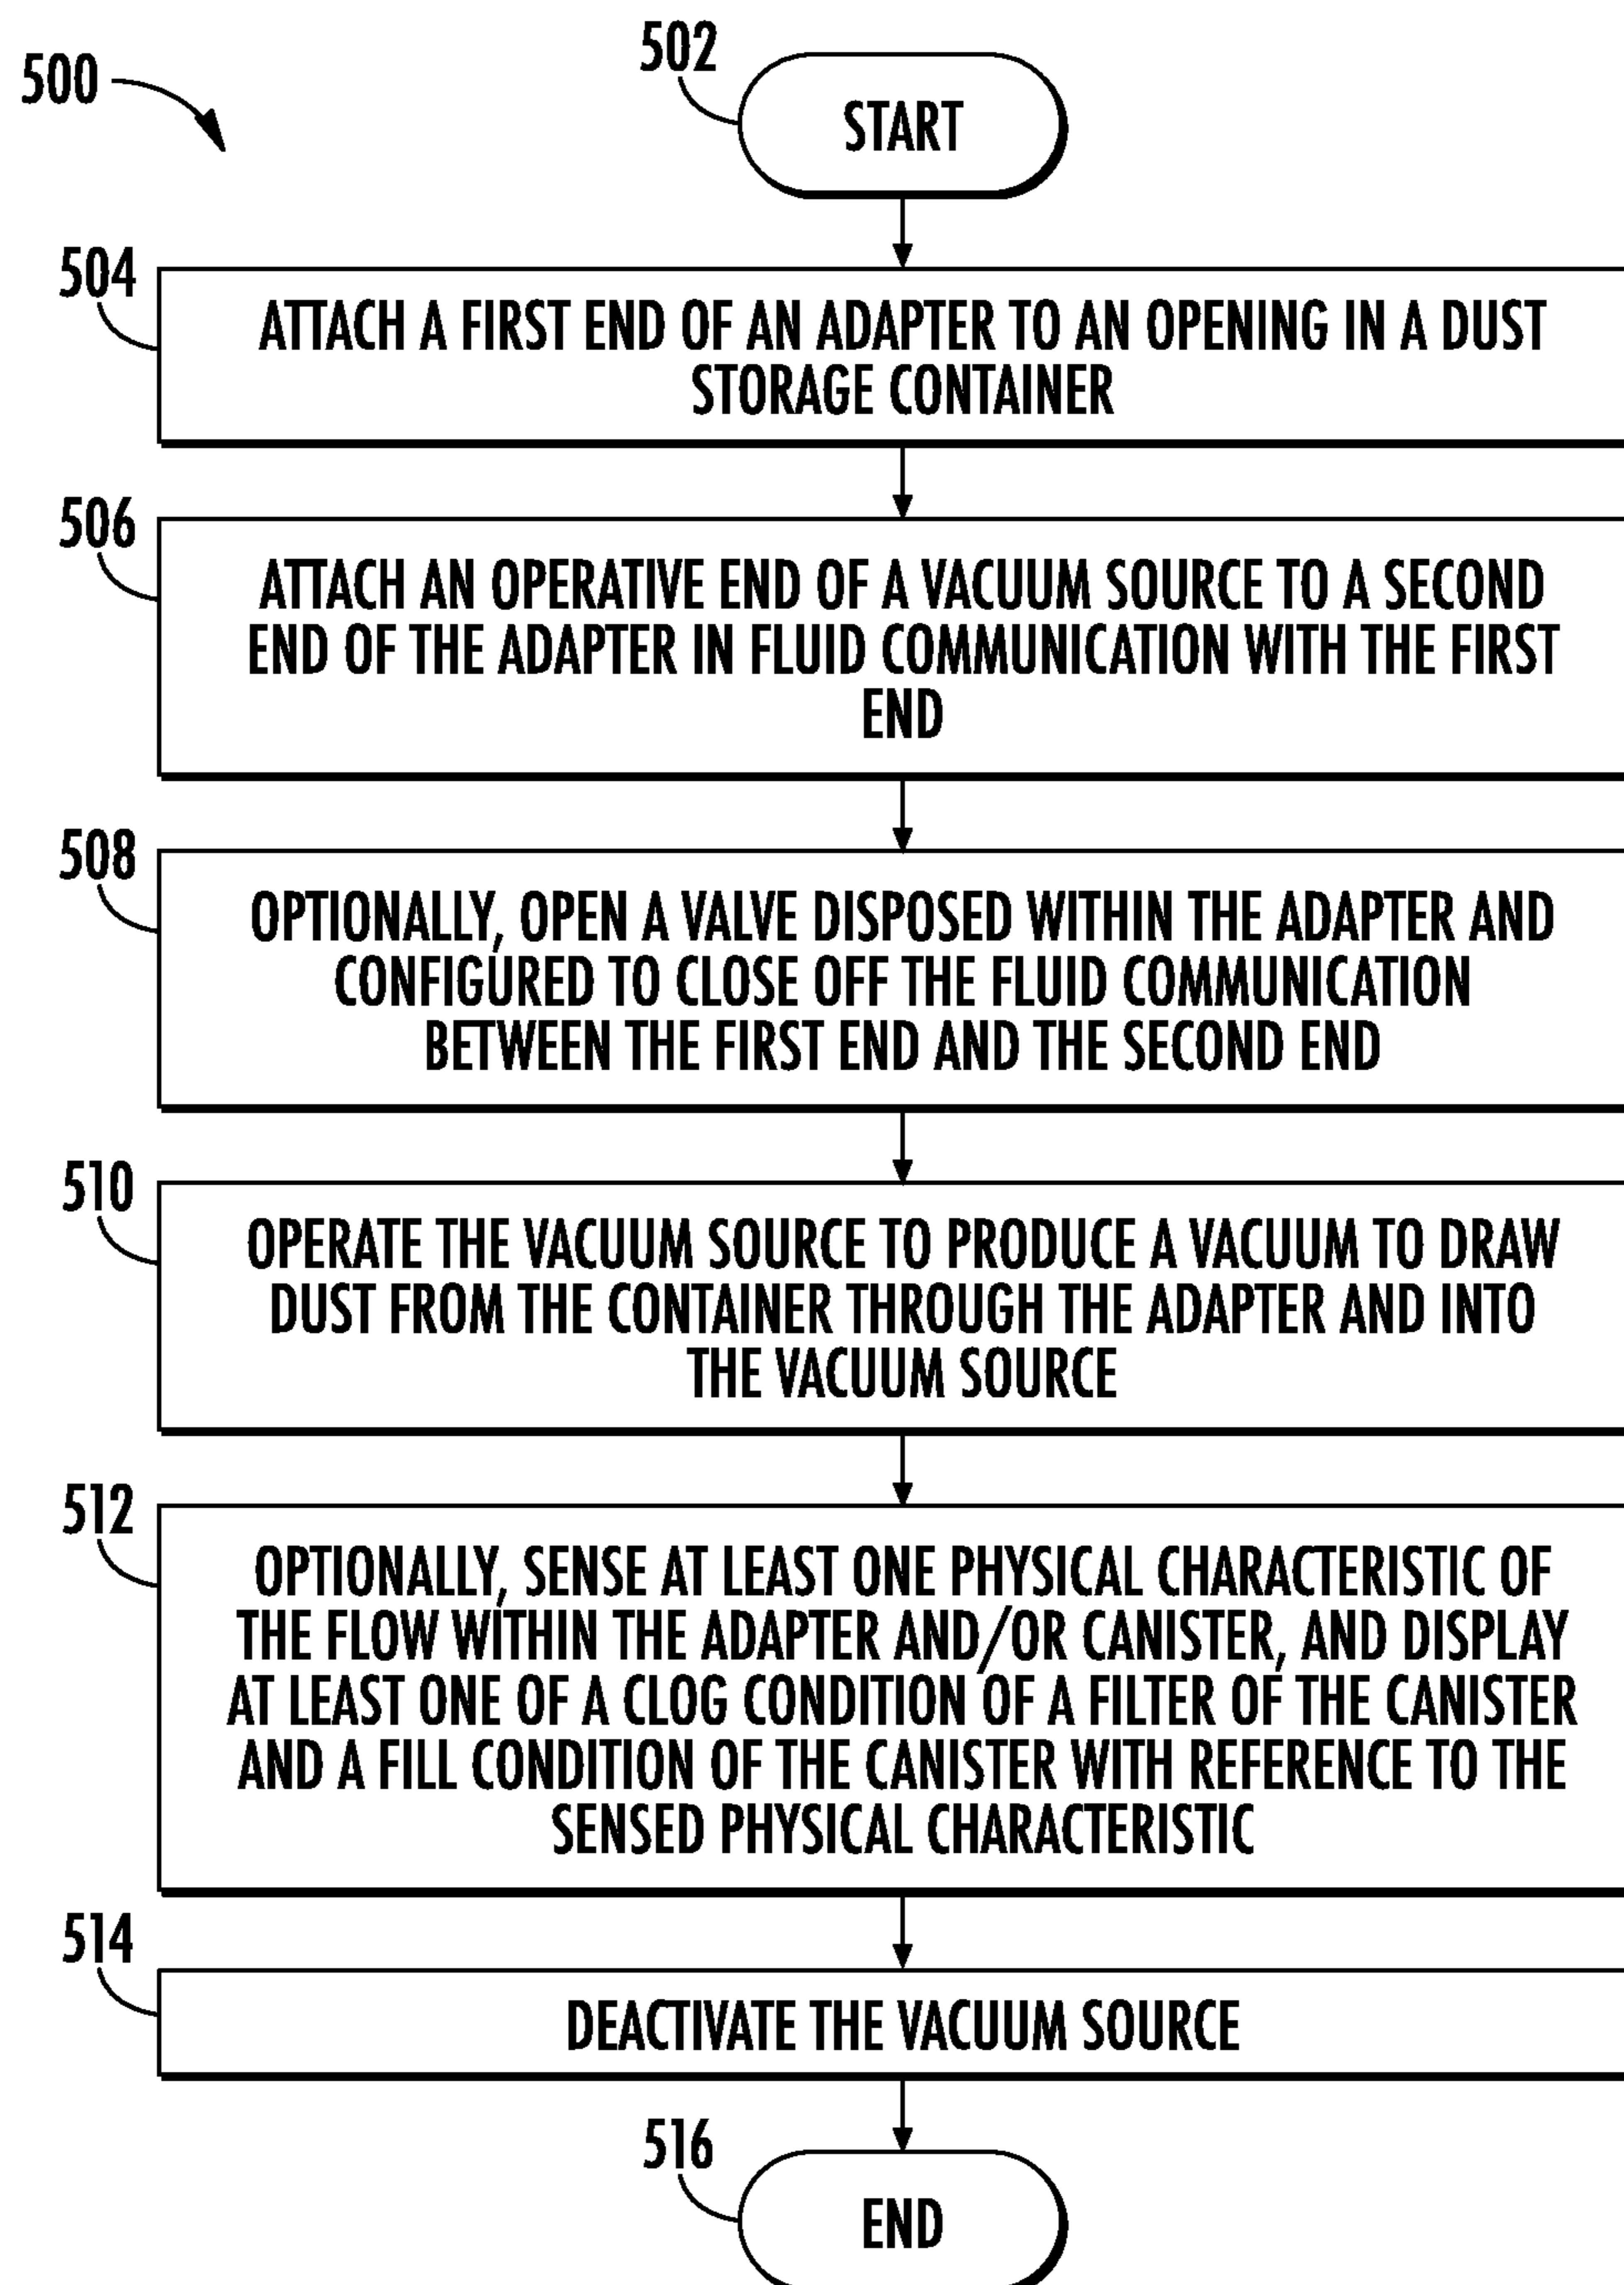 500
502
START
504
ATTACH A FIRST END OF AN ADAPTER TO AN OPENING IN A DUST
STORAGE CONTAINER
506
ATTACH AN OPERATIVE END OF A VACUUM SOURCE TO A SECOND
END OF THE ADAPTER IN FLUID COMMUNICATION WITH THE FIRST
END
508
OPTIONALLY, OPEN A VALVE DISPOSED WITHIN THE ADAPTER AND
CONFIGURED TO CLOSE OFF THE FLUID COMMUNICATION
BETWEEN THE FIRST END AND THE SECOND END
510
OPERATE THE VACUUM SOURCE TO PRODUCE A VACUUM TO DRAW
DUST FROM THE CONTAINER THROUGH THE ADAPTER AND INTO
THE VACUUM SOURCE
512
OPTIONALLY, SENSE AT LEAST ONE PHYSICAL CHARACTERISTIC OF
THE FLOW WITHIN THE ADAPTER AND/OR CANISTER, AND DISPLAY
AT LEAST ONE OF A CLOG CONDITION OF A FILTER OF THE CANISTER
AND A FILL CONDITION OF THE CANISTER WITH REFERENCE TO THE
SENSED PHYSICAL CHARACTERISTIC
514
DEACTIVATE THE VACUUM SOURCE
516
END